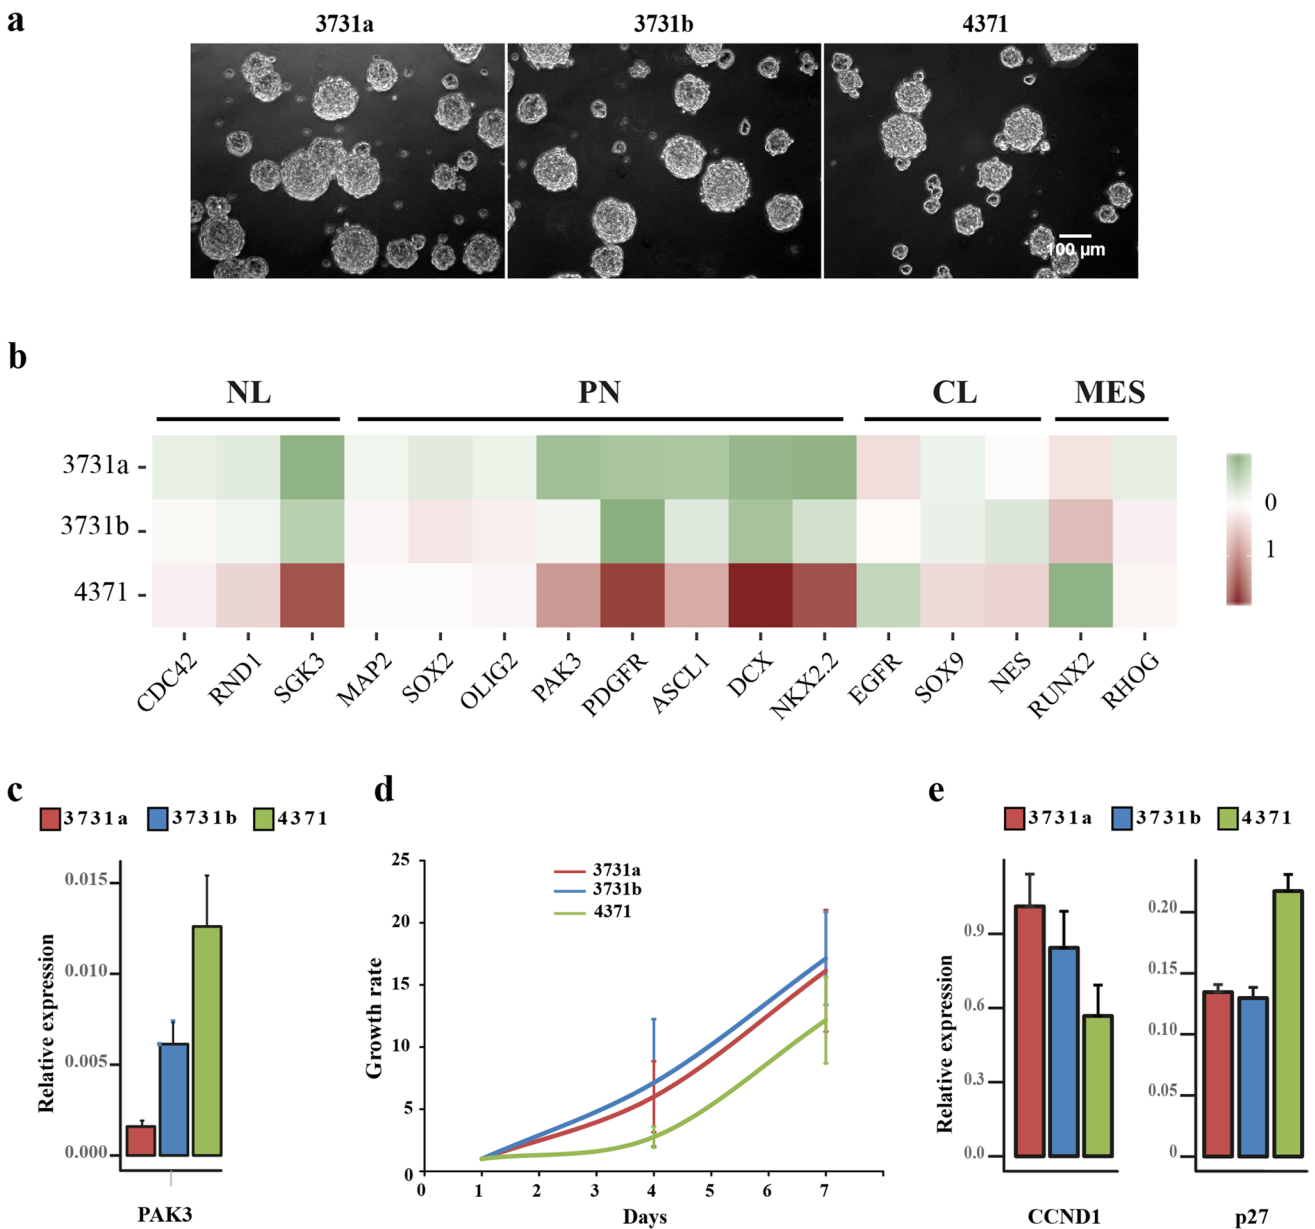 a
3731a 3731b 4371
100 µm
b
NL PN CL MES
3731a
3731b
4371
0
1
CDC42 RND1 SGK3 MAP2 SOX2 OLIG2 PAK3 PDGFR ASCL1 DCX NKX2.2 EGFR SOX9 NES RUNX2 RHOG
c
3731a 3731b 4371
Relative expression
0.015
0.010
0.005
0.000
PAK3
d
3731a
3731b
4371
Growth rate
25
20
15
10
5
0
0 1 2 3 4 5 6 7
Days
e
3731a 3731b 4371
Relative expression
0.9
0.6
0.3
0.0
CCND1
0.20
0.15
0.10
0.05
0
p27